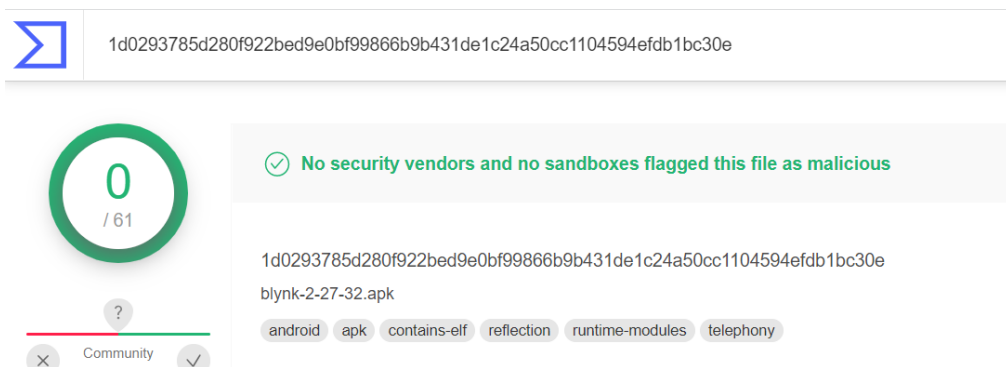 1d0293785d280f922bed9e0bf99866b9b431de1c24a50cc1104594efdb1bc30e
0
/ 61
No security vendors and no sandboxes flagged this file as malicious
1d0293785d280f922bed9e0bf99866b9b431de1c24a50cc1104594efdb1bc30e
blynk-2-27-32.apk
android apk contains-elf reflection runtime-modules telephony
?
Community